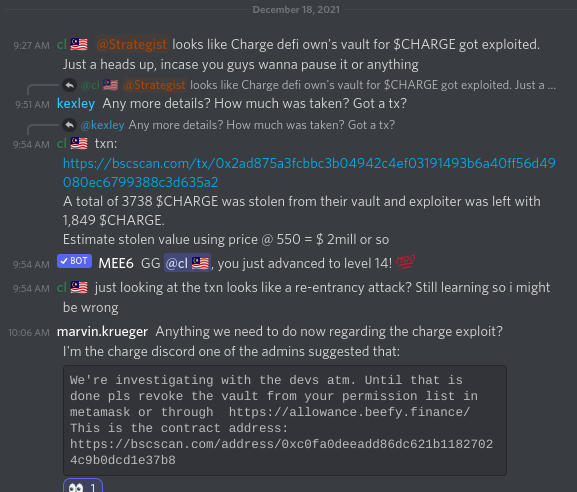 December 18, 2021
9:27 AM cl 🇲🇾 @Strategist looks like Charge defi own's vault for $CHARGE got exploited.
Just a heads up, incase you guys wanna pause it or anything
@cl 🇲🇾 @Strategist looks like Charge defi own's vault for $CHARGE got exploited. Just a ...
9:51 AM kexley Any more details? How much was taken? Got a tx?
@kexley Any more details? How much was taken? Got a tx?
9:54 AM cl 🇲🇾 txn:
https://bscscan.com/tx/0x2ad875a3fcbbc3b04942c4ef03191493b6a40ff56d49
080ec6799388c3d635a2
A total of 3738 $CHARGE was stolen from their vault and exploiter was left with
1,849 $CHARGE.
Estimate stolen value using price @ 550 = $ 2mill or so
9:54 AM ✓ BOT MEE6 GG @cl 🇲🇾, you just advanced to level 14! 💯
9:54 AM cl 🇲🇾 just looking at the txn looks like a re-entrancy attack? Still learning so i might
be wrong
10:06 AM marvin.krueger Anything we need to do now regarding the charge exploit?
I'm the charge discord one of the admins suggested that:
We're investigating with the devs atm. Until that is
done pls revoke the vault from your permission list in
metamask or through  https://allowance.beefy.finance/
This is the contract address:
https://bscscan.com/address/0xc0fa0deeadd86dc621b1182702
4c9b0dcd1e37b8
👀 1